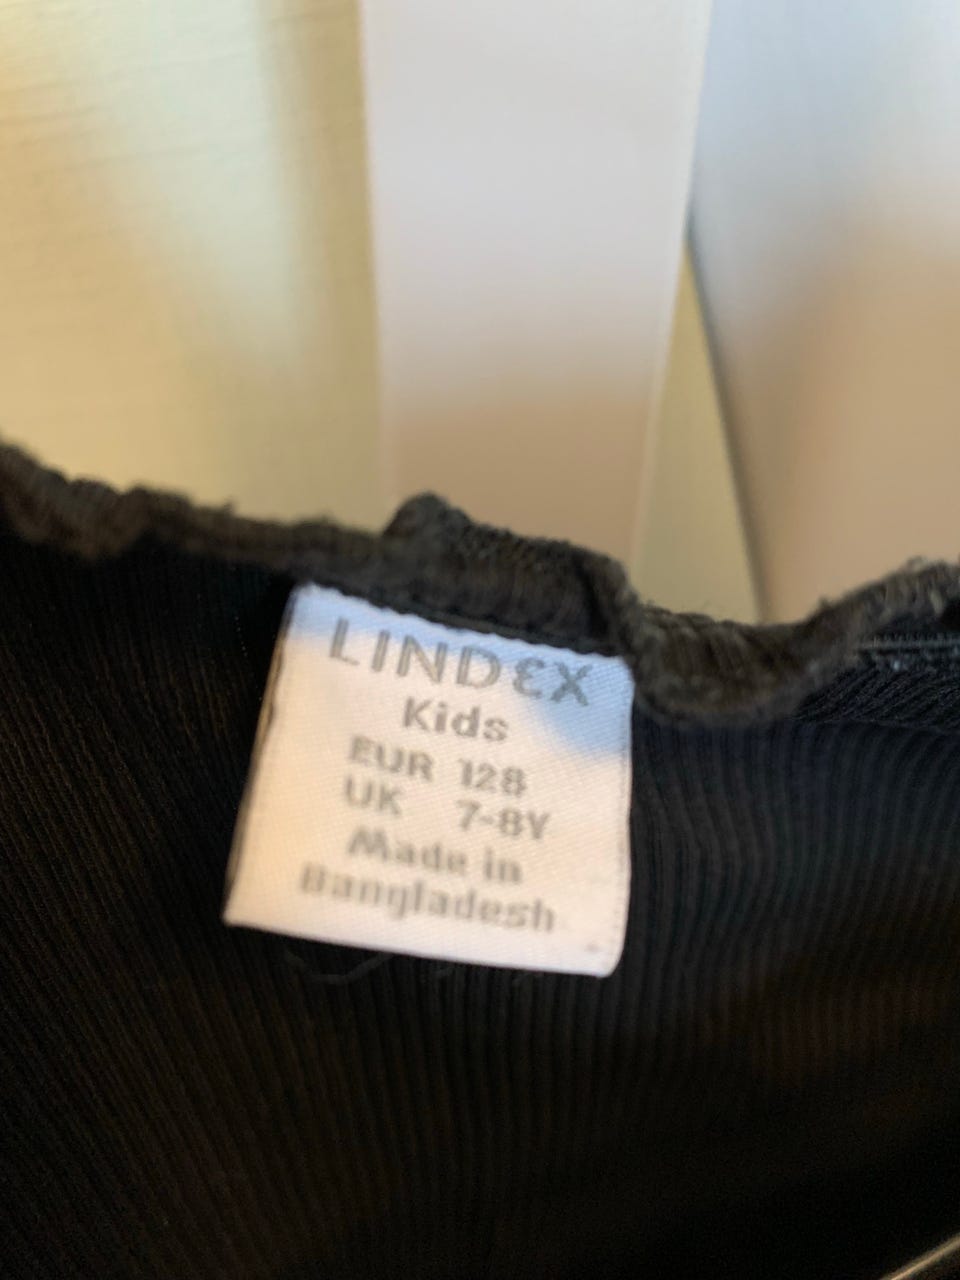 LINDEX
Kids
EUR 128
UK 7-8Y
Made in
Bangladesh